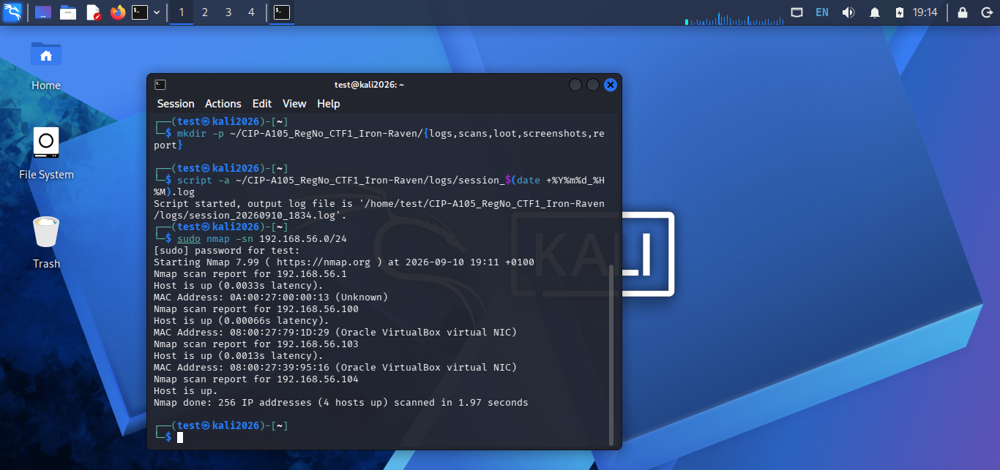 1 2 3 4
EN
19:14
Home
File System
Trash
KALI
test@kali2026: ~
Session Actions Edit View Help
┌──(test㉿kali2026)-[~]
└─$ mkdir -p ~/CIP-A105_RegNo_CTF1_Iron-Raven/{logs,scans,loot,screenshots,re
port}
┌──(test㉿kali2026)-[~]
└─$ script -a ~/CIP-A105_RegNo_CTF1_Iron-Raven/logs/session_$(date +%Y%m%d_%H
%M).log
Script started, output log file is '/home/test/CIP-A105_RegNo_CTF1_Iron-Raven
/logs/session_20260910_1834.log'.
┌──(test㉿kali2026)-[~]
└─$ sudo nmap -sn 192.168.56.0/24
[sudo] password for test:
Starting Nmap 7.99 ( https://nmap.org ) at 2026-09-10 19:11 +0100
Nmap scan report for 192.168.56.1
Host is up (0.0033s latency).
MAC Address: 0A:00:27:00:00:13 (Unknown)
Nmap scan report for 192.168.56.100
Host is up (0.00066s latency).
MAC Address: 08:00:27:79:1D:29 (Oracle VirtualBox virtual NIC)
Nmap scan report for 192.168.56.103
Host is up (0.0013s latency).
MAC Address: 08:00:27:39:95:16 (Oracle VirtualBox virtual NIC)
Nmap scan report for 192.168.56.104
Host is up.
Nmap done: 256 IP addresses (4 hosts up) scanned in 1.97 seconds
┌──(test㉿kali2026)-[~]
└─$